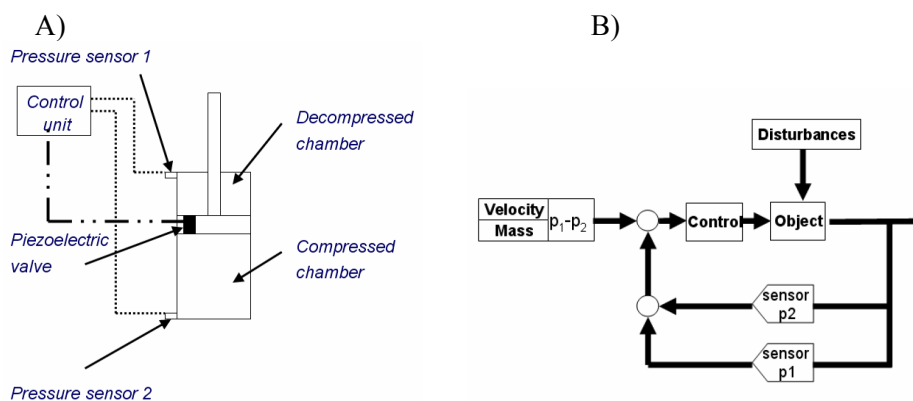 A)
Pressure sensor 1
Control
unit
Decompressed
chamber
Piezoelectric
valve
Compressed
chamber
Pressure sensor 2
B)
Disturbances
Velocity
Mass
p₁-p₂
Control
Object
sensor
p2
sensor
p1